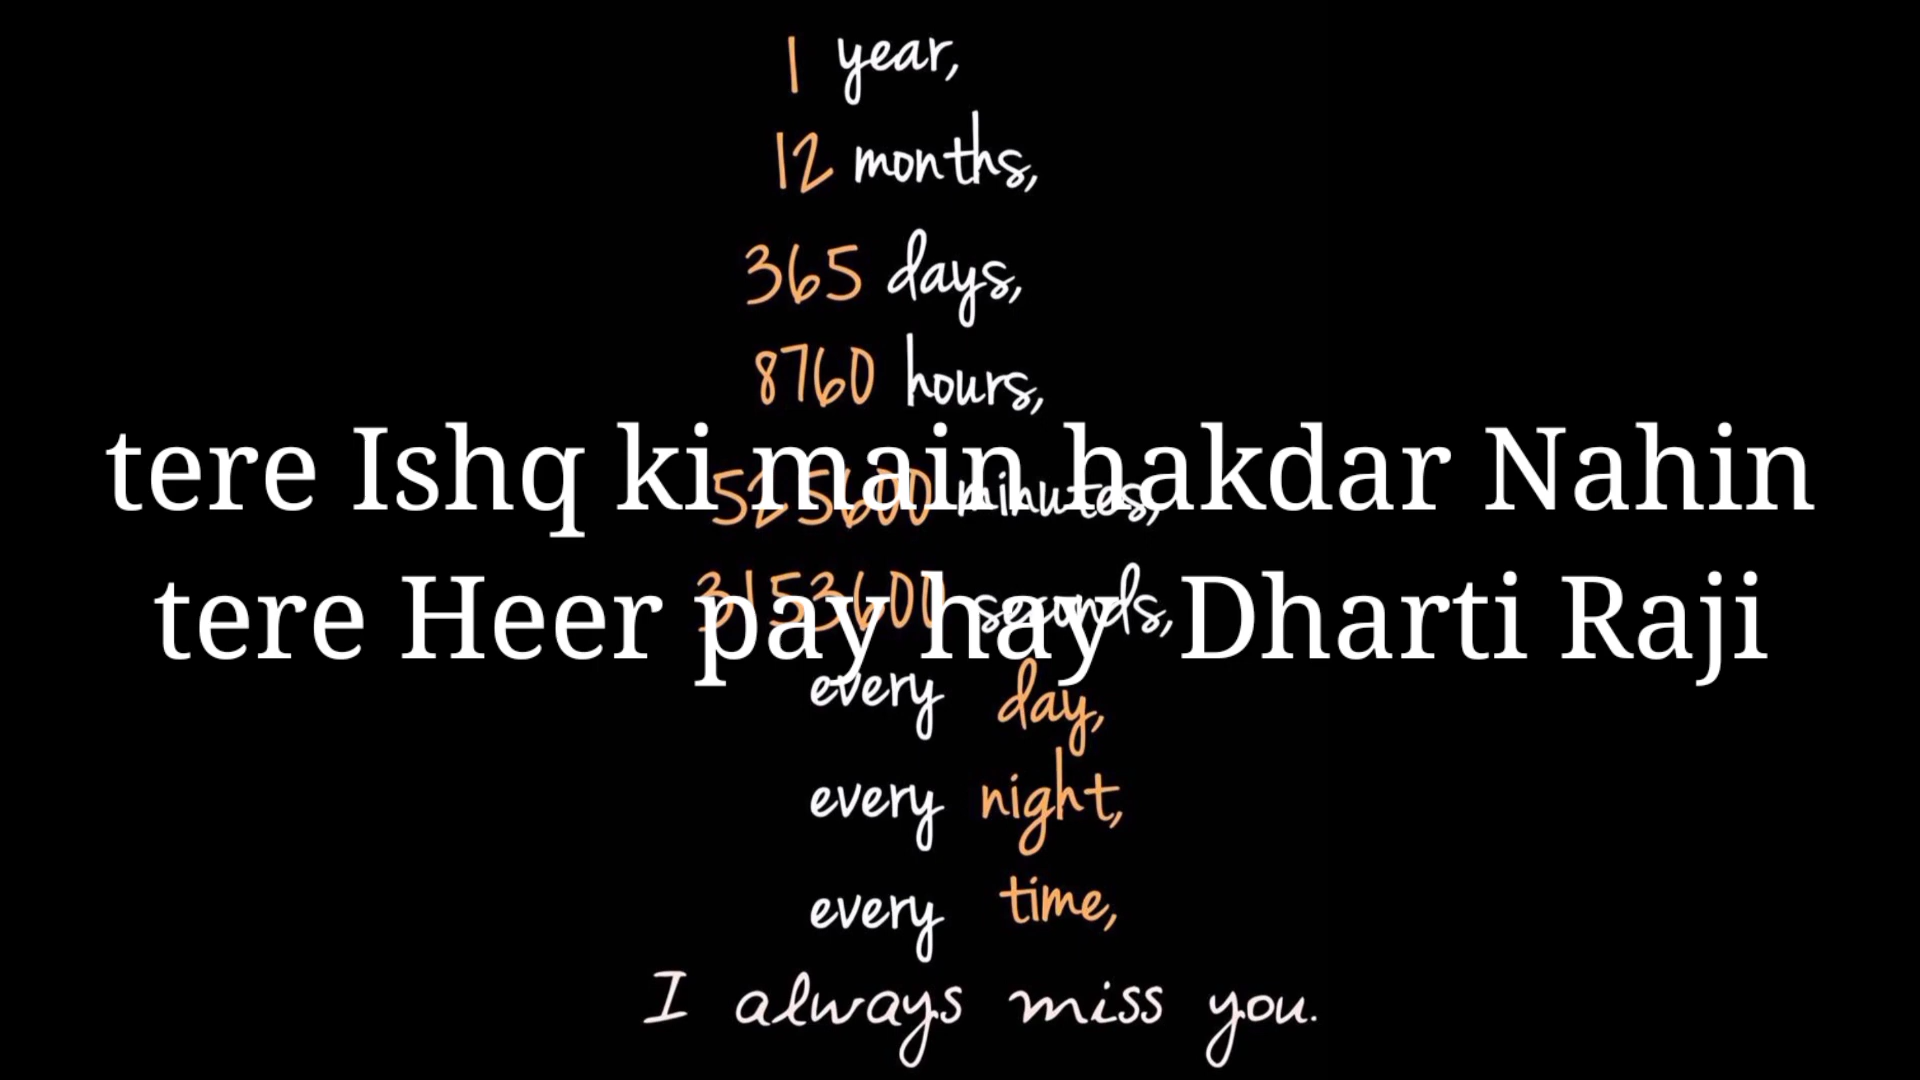 1 year,
12 months,
365 days,
8760 hours,
tere Ishq ki main hakdar Nahin
525600 minutes,
tere Heer pay hay Dharti Raji
3153600 seconds,
every day,
every night,
every time,
I always miss you.